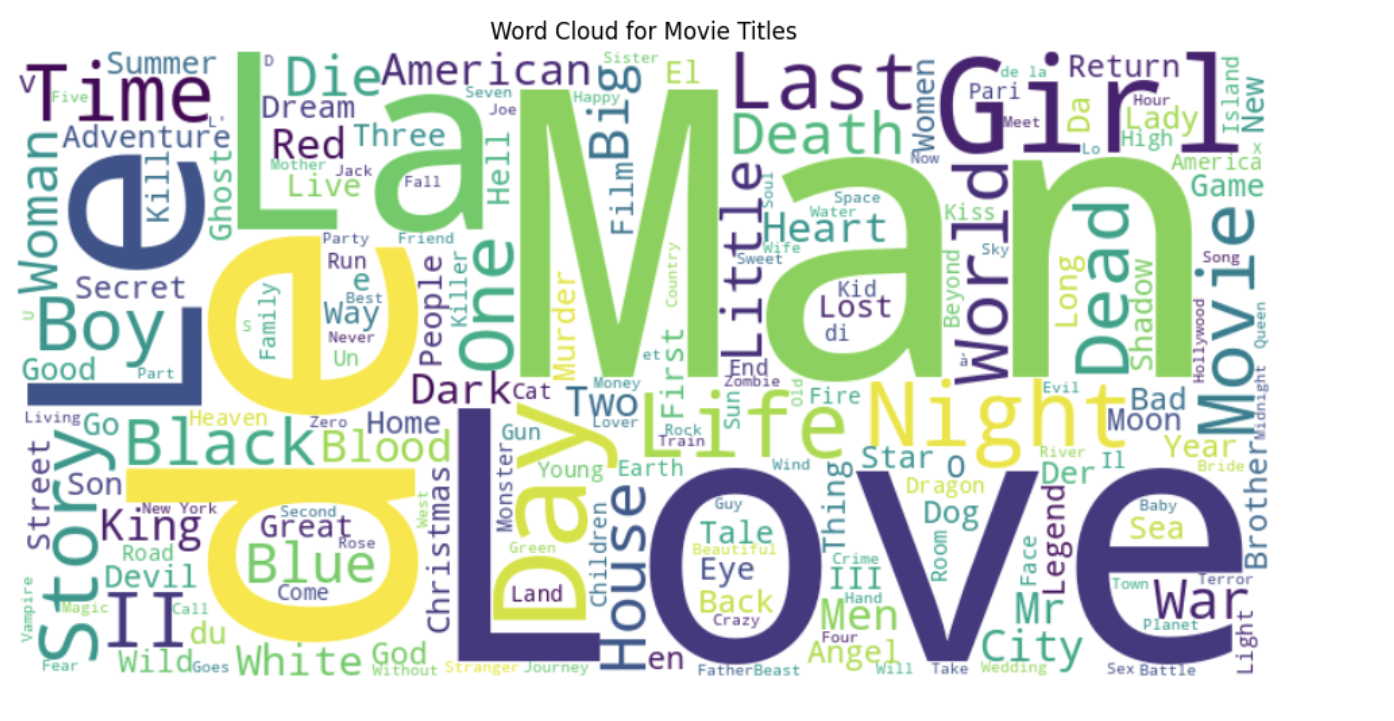 Word Cloud for Movie Titles
Summer
D
Die
American
Sister
El
Last
Girl
de la
Return
Island
V
Time
Five
L'
La
Dream
Seven
Joe
Happy
Big
Man
Women
Pari
Meet
Hour
Da
Lady
New
Adventure
Red
Three
Hell
Death
Now
Lo
High
X
America
Woman
Le
Kill
Ghost
Mother
Jack
Live
Fall
Film
Little
Soul
Space
Water
Heart
Wife
Sweet
Kiss
World
Sky
Game
Secret
de
Party
Friend
Run
e
Best
Way
Never
Un
Family
S
People
Killer
One
Murder
Country
Kid
Lost
di
Beyond
Long
Dead
Shadow
Movie
Song
Hollywood
Queen
U
Boy
Good
Part
Dark
Cat
Money
et
First
End
Zombie
Old
à
Evil
Bad
Moon
Midnight
Living
Go
Heaven
Zero
Home
Day
Two
Lover
Life
Rock
Train
Sun
Fire
Night
Year
Bride
Story
Street
Black
Blood
Gun
Young
Earth
Wind
Star
O
River
Der
Il
Brother
Son
New York
King
Second
Great
Rose
West
Christmas
Monster
Love
Green
Children
House
Guy
Tale
Beautiful
Eye
Thing
Dragon
Dog
Room
Face
Legend
Baby
Sea
Road
Devil
Blue
Come
Land
Back
Crazy
Crime
III
Hand
Men
Mr
Town
Terror
War
Planet
Vampire
Magic
II
Call
du
Four
Angel
City
Light
Fear
Wild
Goes
White
God
Without
Stranger
Journey
en
Father
Beast
Will
Take
Wedding
Sex
Battle